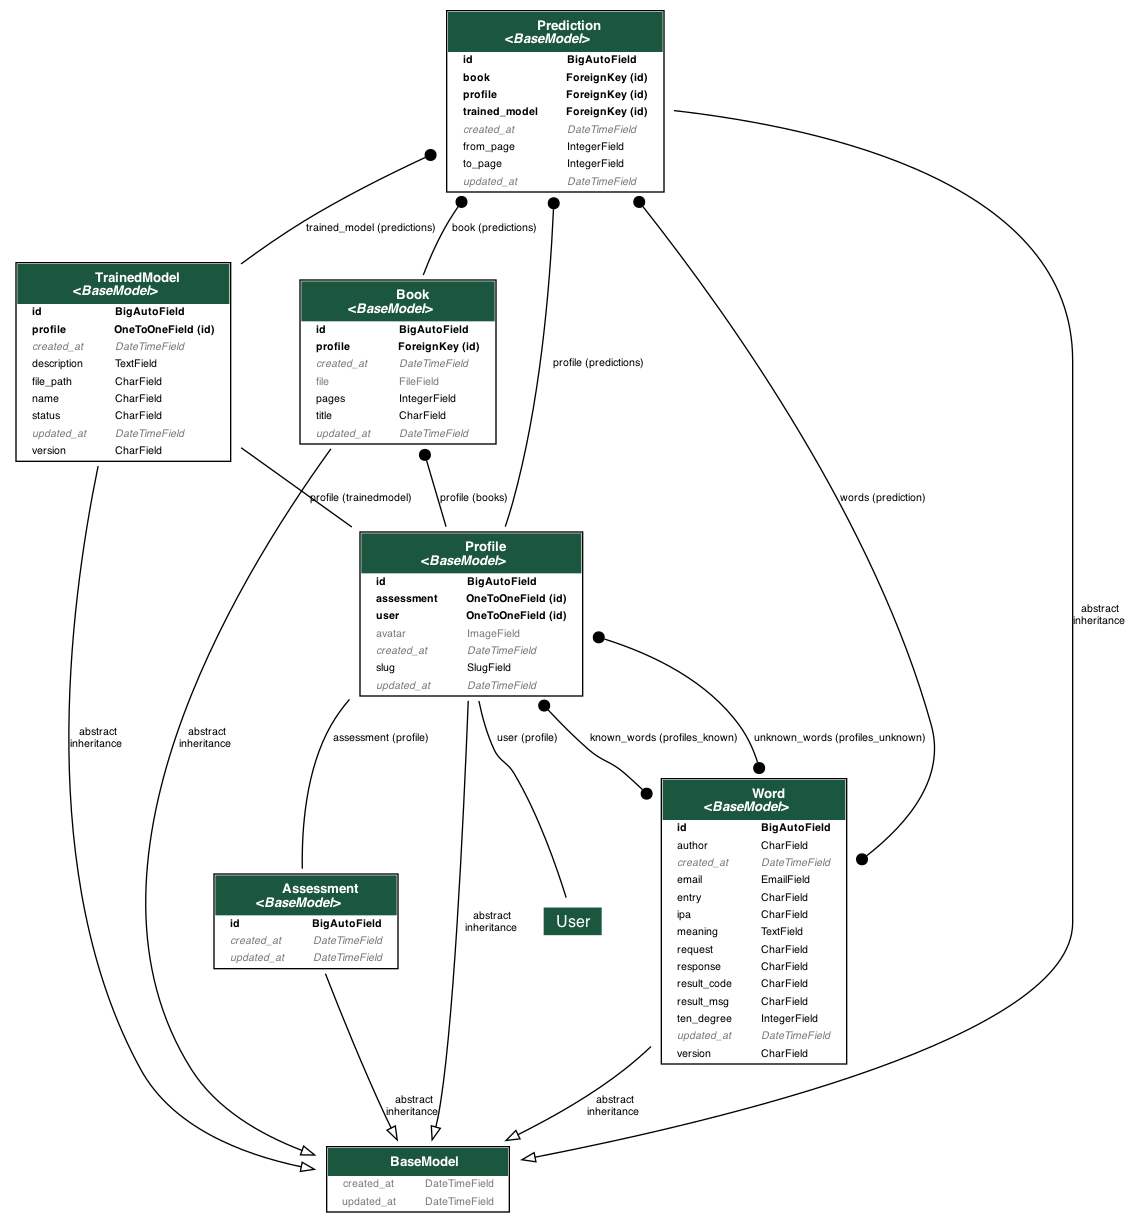 Prediction
<BaseModel>
id BigAutoField
book ForeignKey (id)
profile ForeignKey (id)
trained_model ForeignKey (id)
created_at DateTimeField
from_page IntegerField
to_page IntegerField
updated_at DateTimeField
trained_model (predictions)
book (predictions)
TrainedModel
<BaseModel>
id BigAutoField
profile OneToOneField (id)
created_at DateTimeField
description TextField
file_path CharField
name CharField
status CharField
updated_at DateTimeField
version CharField
Book
<BaseModel>
id BigAutoField
profile ForeignKey (id)
created_at DateTimeField
file FileField
pages IntegerField
title CharField
updated_at DateTimeField
profile (predictions)
profile (trainedmodel)
profile (books)
words (prediction)
Profile
<BaseModel>
id BigAutoField
assessment OneToOneField (id)
user OneToOneField (id)
avatar ImageField
created_at DateTimeField
slug SlugField
updated_at DateTimeField
abstract
inheritance
abstract
inheritance
abstract
inheritance
assessment (profile)
user (profile)
known_words (profiles_known)
unknown_words (profiles_unknown)
Word
<BaseModel>
id BigAutoField
author CharField
created_at DateTimeField
email EmailField
entry CharField
ipa CharField
meaning TextField
request CharField
response CharField
result_code CharField
result_msg CharField
ten_degree IntegerField
updated_at DateTimeField
version CharField
Assessment
<BaseModel>
id BigAutoField
created_at DateTimeField
updated_at DateTimeField
abstract
inheritance
User
abstract
inheritance
abstract
inheritance
BaseModel
created_at DateTimeField
updated_at DateTimeField